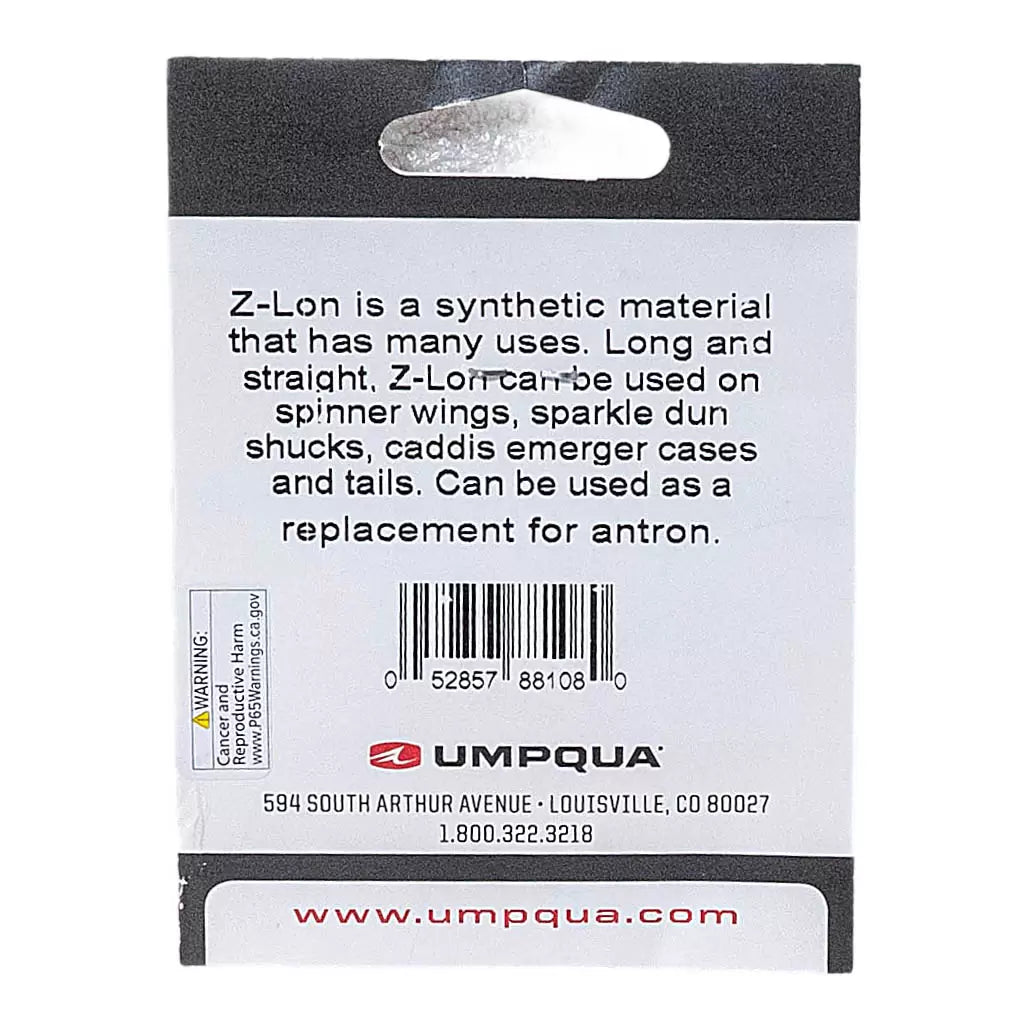 Z-Lon is a synthetic material
that has many uses. Long and
straight, Z-Lon can be used on
spinner wings, sparkle dun
shucks, caddis emerger cases
and tails. Can be used as a
replacement for antron.
⚠WARNING:
Cancer and
Reproductive Harm
www.P65Warnings.ca.gov
0 52857 88108 0
UMPQUA
594 SOUTH ARTHUR AVENUE • LOUISVILLE, CO 80027
1.800.322.3218
www.umpqua.com